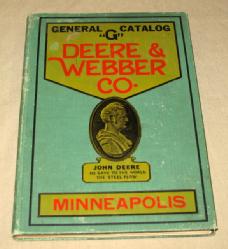 GENERAL CATALOG
"G"
DEERE &
WEBBER
CO.
JOHN DEERE
HE GAVE TO THE WORLD
THE STEEL PLOW
MINNEAPOLIS